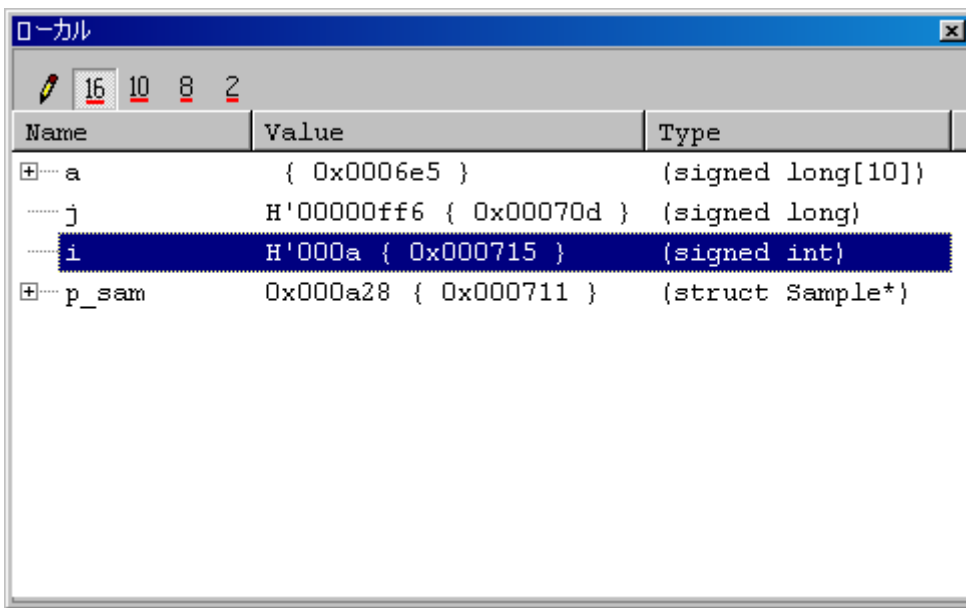 ローカル
16 10 8 2
Name Value Type
a { 0x0006e5 } (signed long[10])
j H'00000ff6 { 0x00070d } (signed long)
i H'000a { 0x000715 } (signed int)
p_sam 0x000a28 { 0x000711 } (struct Sample*)